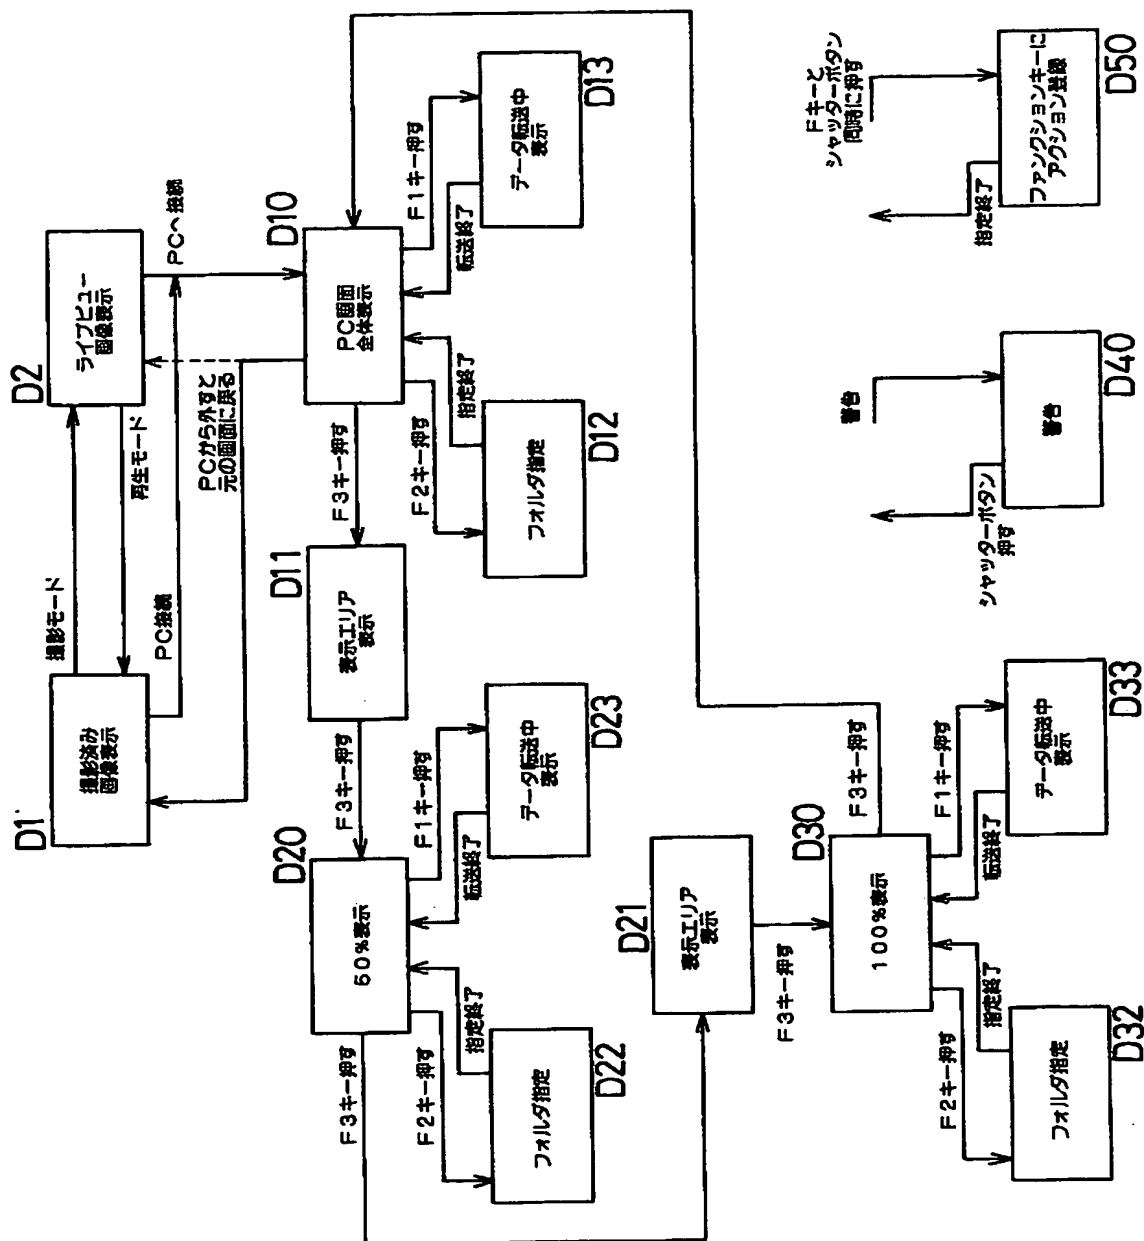 D1
撮影済み
画像表示
撮影モード
再生モード
D2
ライブビュー
画像表示
PC接続
PCへ接続
PCから外すと
元の画面に戻る
D10
PC画面
全体表示
F1キー押す
転送終了
D13
データ転送中
表示
F2キー押す
指定終了
D12
フォルダ指定
F3キー押す
D11
表示エリア
表示
F3キー押す
D20
50%表示
F1キー押す
転送終了
D23
データ転送中
表示
F2キー押す
指定終了
D22
フォルダ指定
F3キー押す
D21
表示エリア
表示
F3キー押す
D30
100%表示
F3キー押す
F1キー押す
転送終了
D33
データ転送中
表示
F2キー押す
指定終了
D32
フォルダ指定
警告
シャッターボタン
押す
警告
D40
Fキーと
シャッターボタン
同時に押す
指定終了
ファンクションキーに
アクション登録
D50